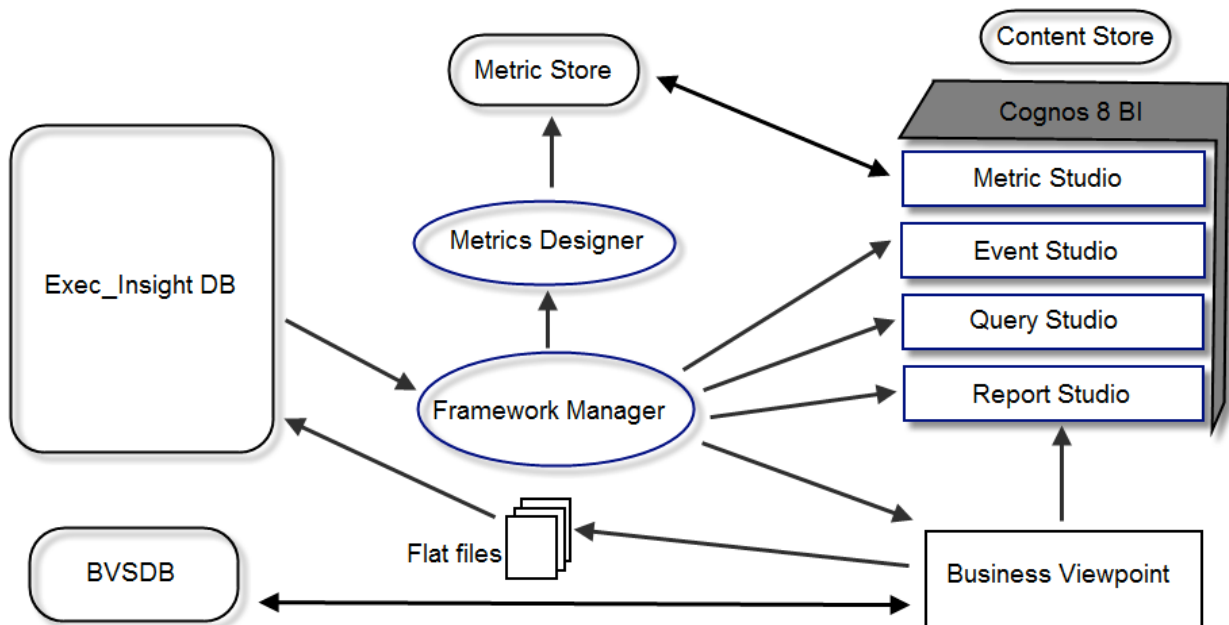 Content Store
Metric Store
Cognos 8 BI
Metric Studio
Metrics Designer
Event Studio
Exec_Insight DB
Query Studio
Framework Manager
Report Studio
Flat files
BVSDB
Business Viewpoint